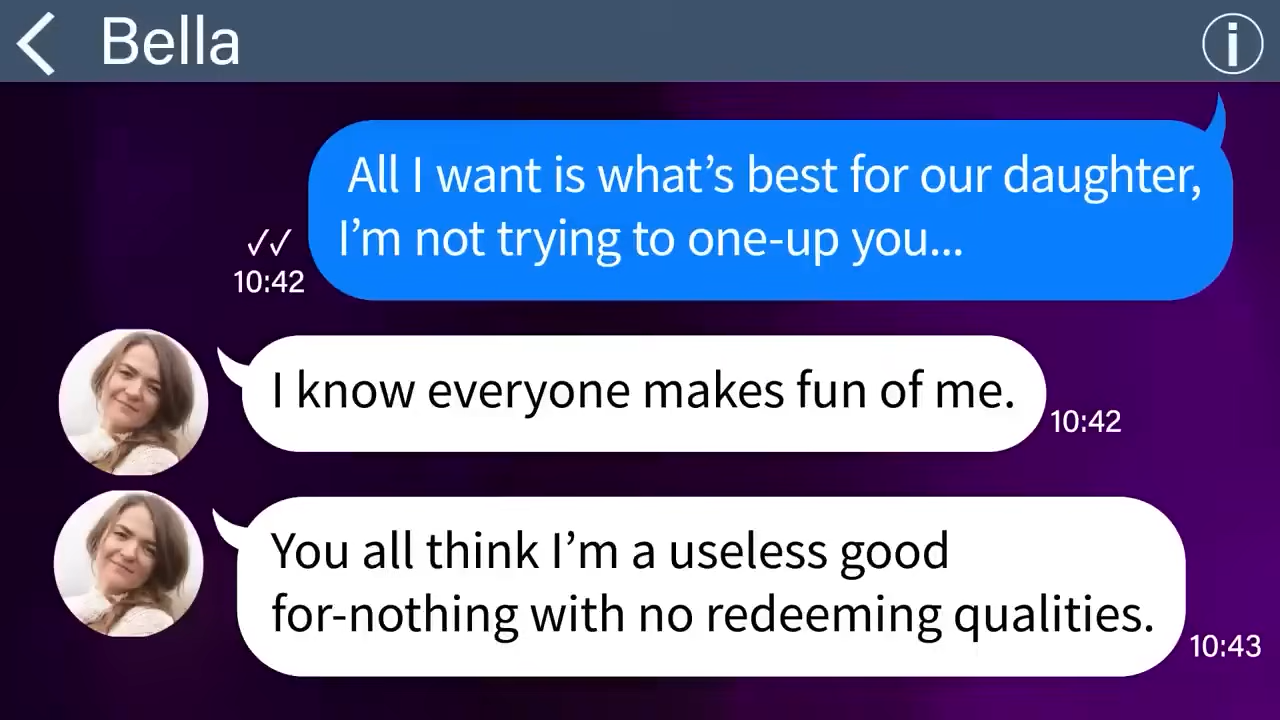 Bella
All I want is what’s best for our daughter,
I’m not trying to one-up you...
10:42
I know everyone makes fun of me.
10:42
You all think I’m a useless good
for-nothing with no redeeming qualities.
10:43